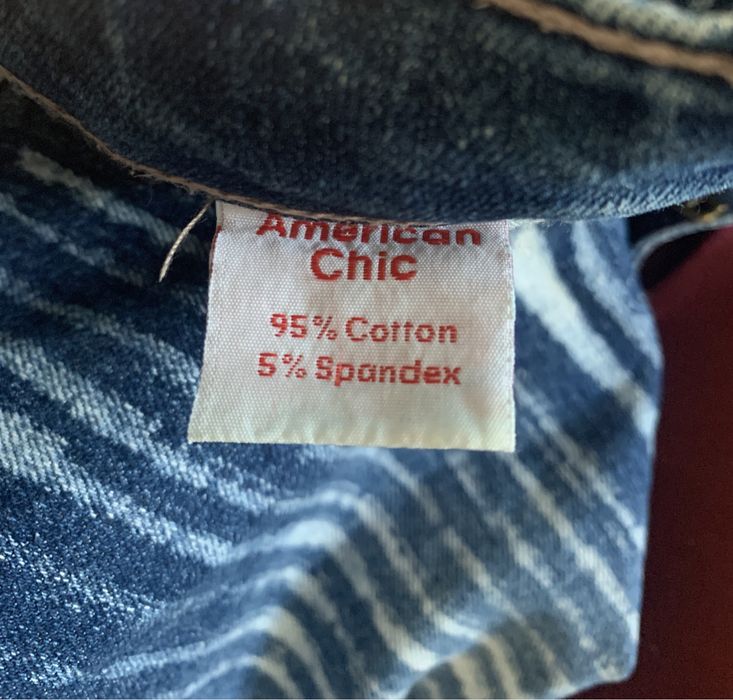 American
Chic
95% Cotton
5% Spandex